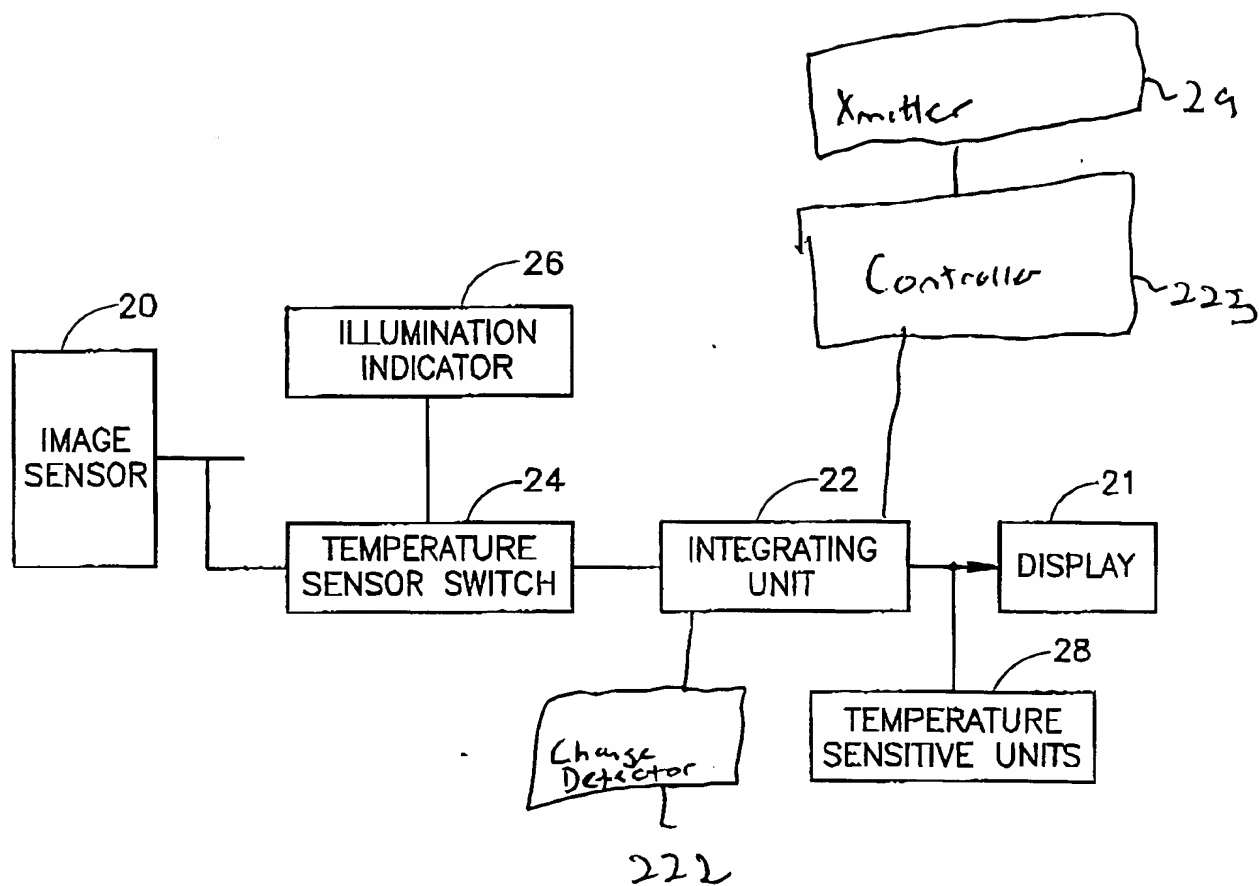 Xmitter
29
Controller
223
26
20
ILLUMINATION
INDICATOR
IMAGE
SENSOR
24
22
21
TEMPERATURE
SENSOR SWITCH
INTEGRATING
UNIT
DISPLAY
28
TEMPERATURE
SENSITIVE UNITS
Change
Detector
222